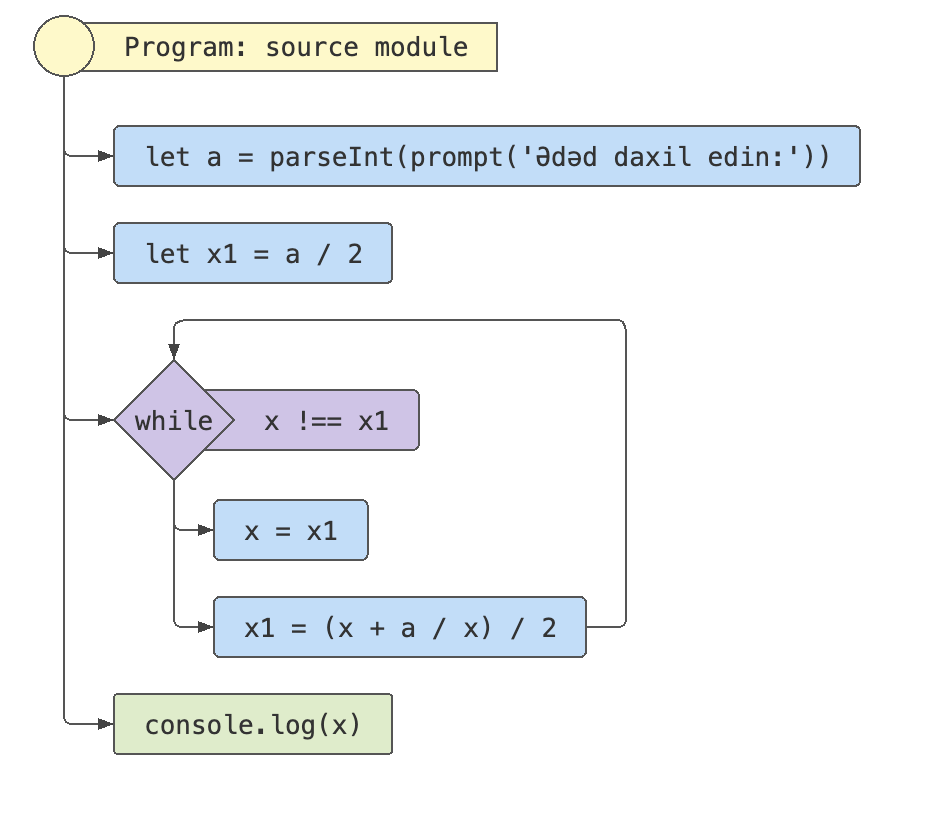 Program: source module
let a = parseInt(prompt('Ədəd daxil edin:'))
let x1 = a / 2
while x !== x1
x = x1
x1 = (x + a / x) / 2
console.log(x)